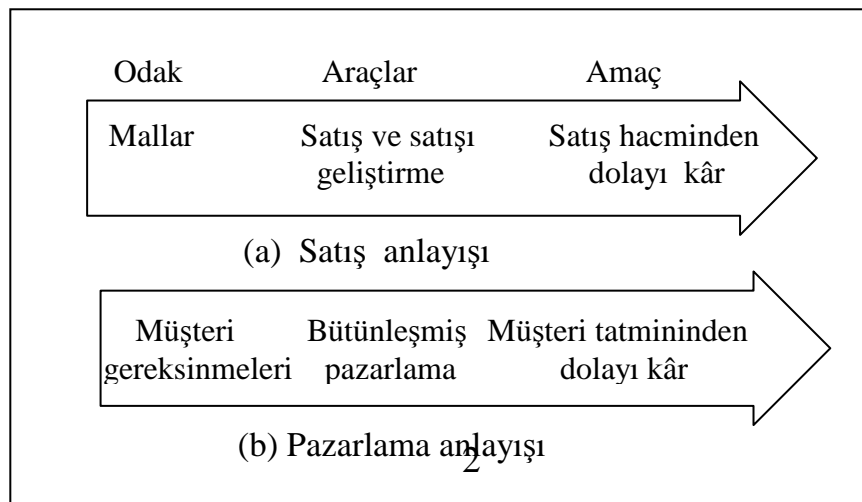 Odak Araçlar Amaç
Mallar Satış ve satışı Satış hacminden
geliştirme dolayı kâr
(a) Satış anlayışı
Müşteri Bütünleşmiş Müşteri tatmininden
gereksinmeleri pazarlama dolayı kâr
(b) Pazarlama anlayışı
2